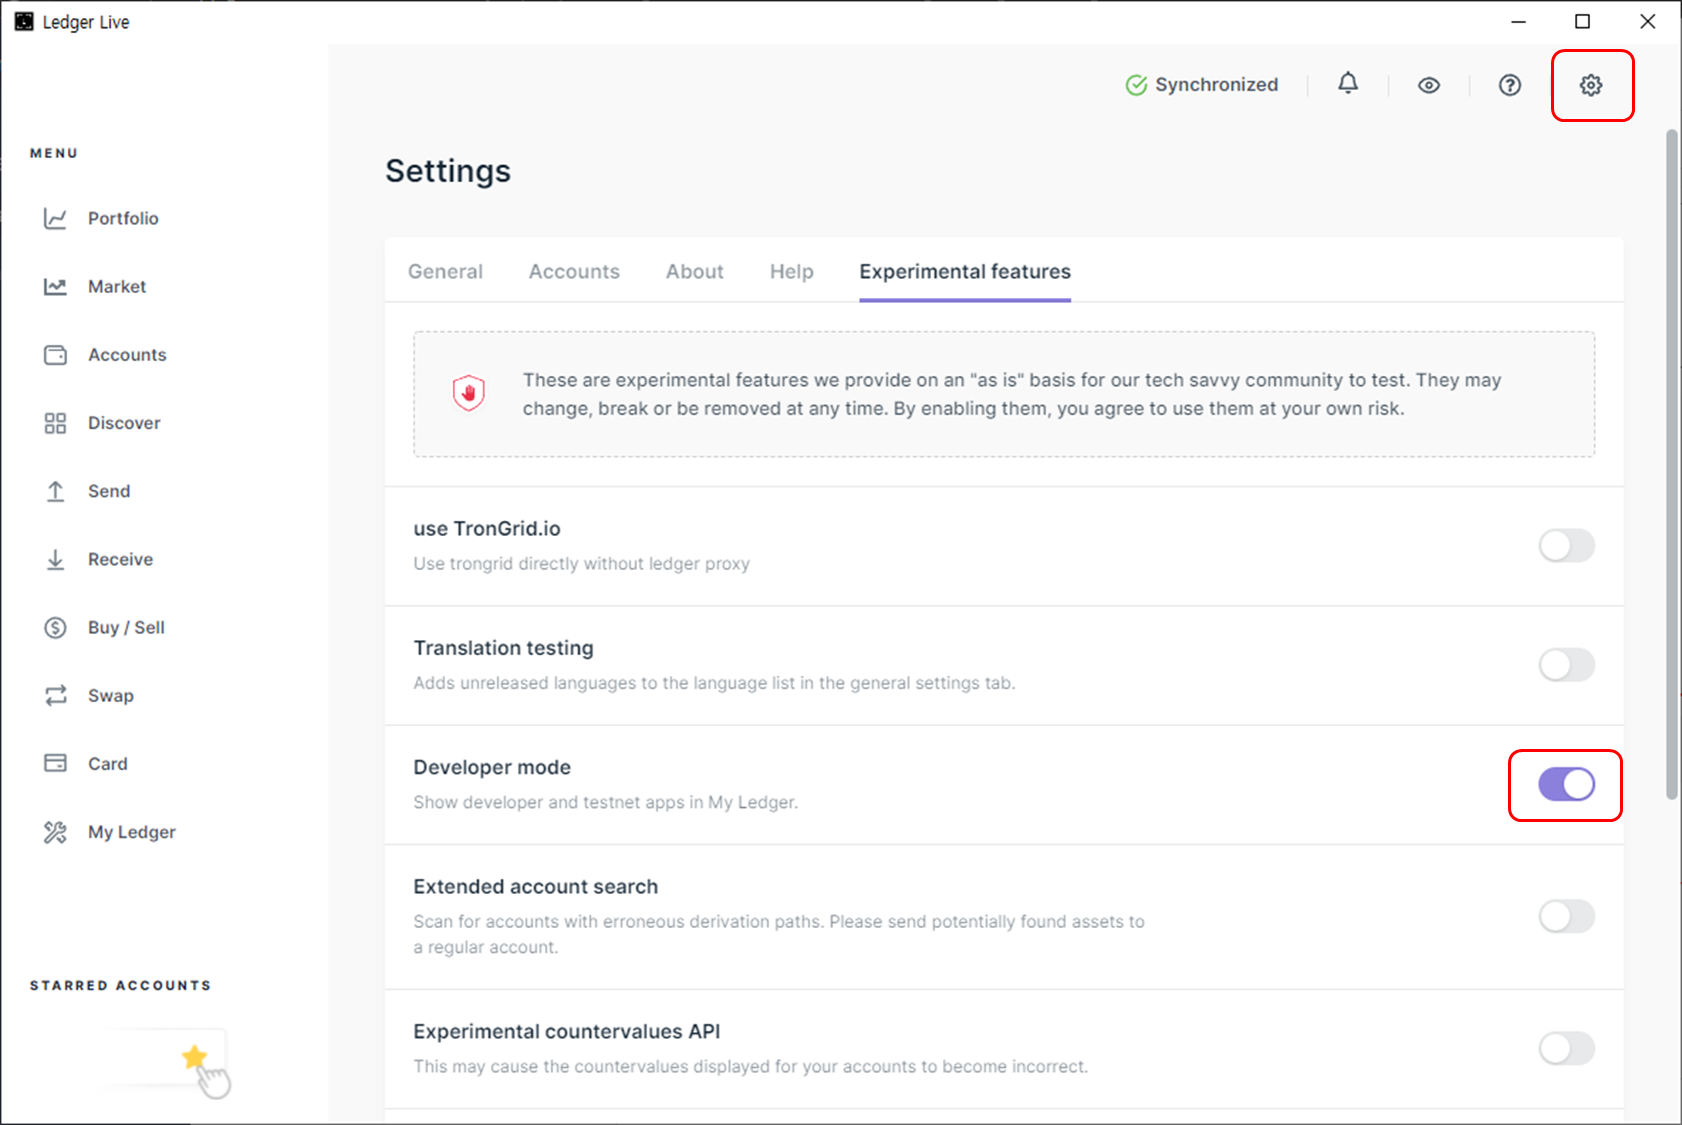 Ledger Live
Synchronized
MENU
Portfolio
Market
Accounts
Discover
Send
Receive
Buy / Sell
Swap
Card
My Ledger
STARRED ACCOUNTS
Settings
General Accounts About Help Experimental features
These are experimental features we provide on an "as is" basis for our tech savvy community to test. They may
change, break or be removed at any time. By enabling them, you agree to use them at your own risk.
use TronGrid.io
Use trongrid directly without ledger proxy
Translation testing
Adds unreleased languages to the language list in the general settings tab.
Developer mode
Show developer and testnet apps in My Ledger.
Extended account search
Scan for accounts with erroneous derivation paths. Please send potentially found assets to
a regular account.
Experimental countervalues API
This may cause the countervalues displayed for your accounts to become incorrect.